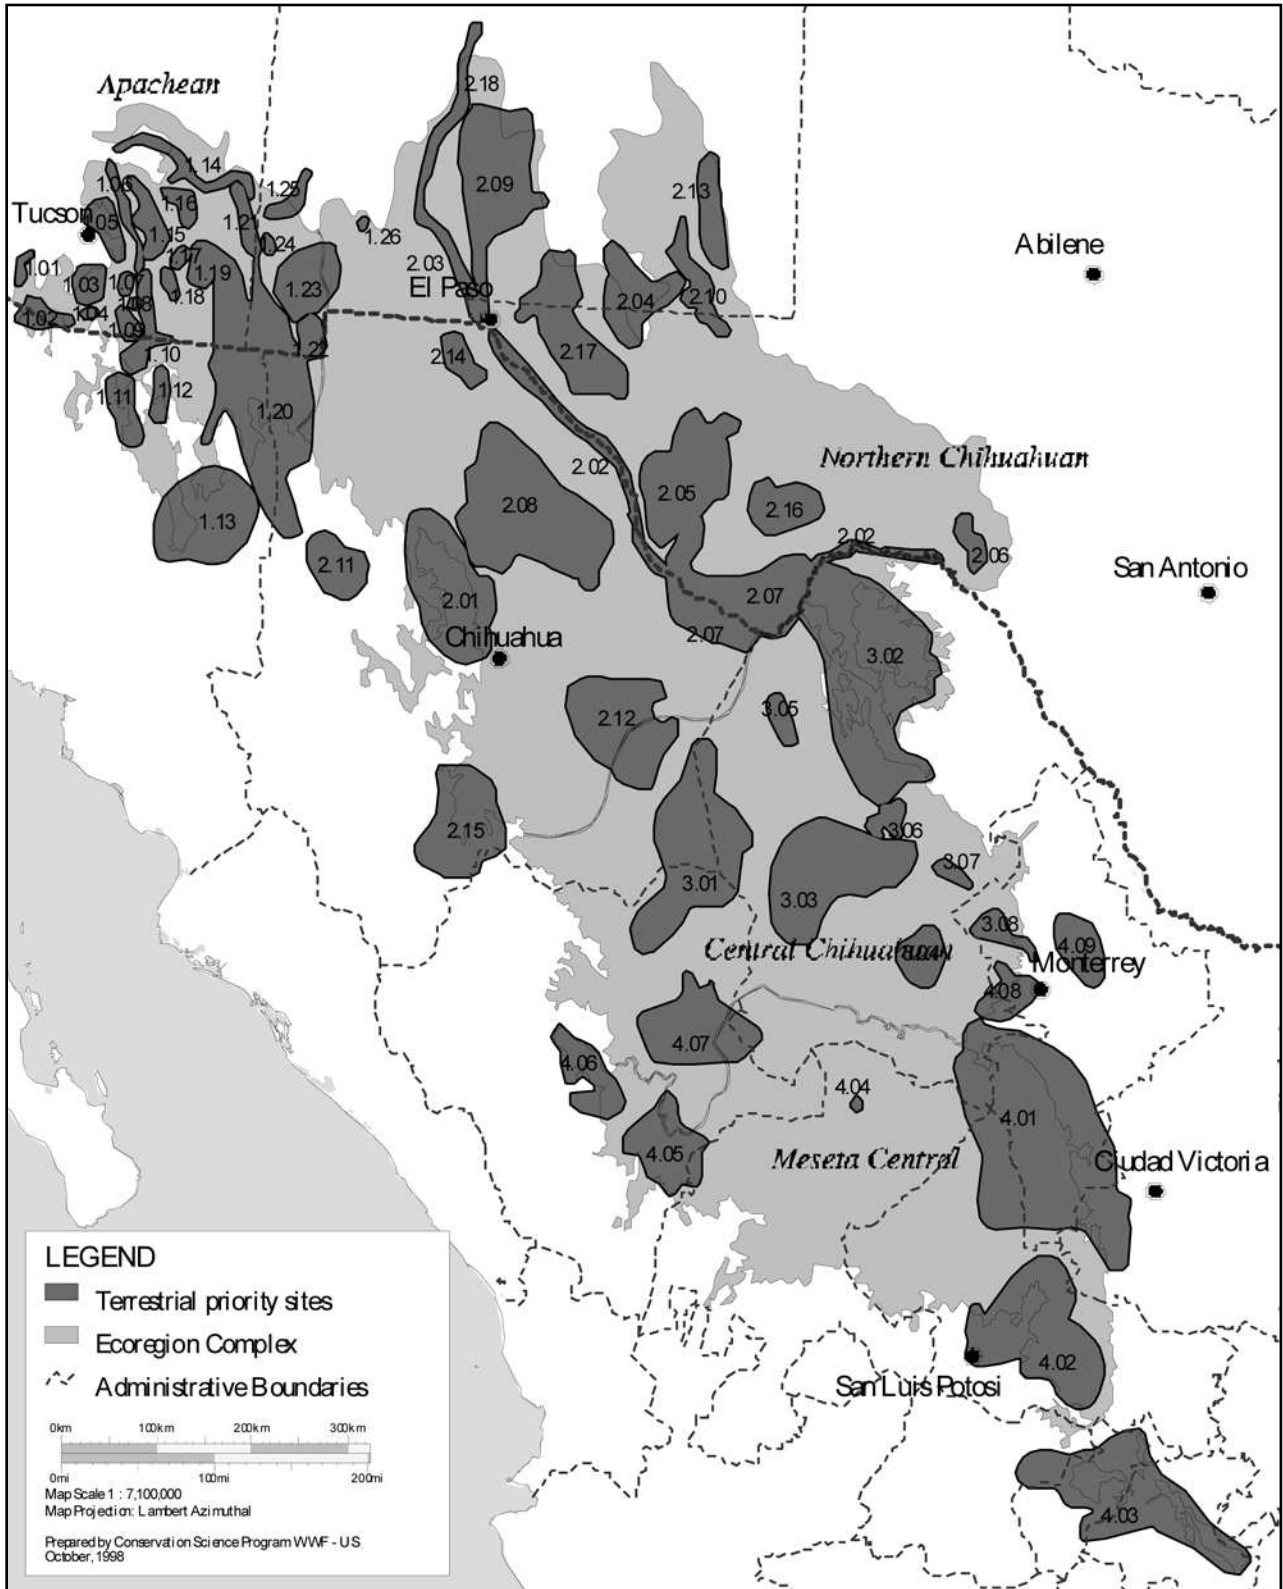 Apachean
2.18
1.14
1.06
1.25
2.09
2.13
1.16
Tucson
1.05
1.21
1.15
1.26
1.24
Abilene
1.17
2.03
1.01
1.19
1.03
1.07
1.23
El Paso
1.18
2.04
2.10
1.08
1.04
1.02
1.09
1.22
1.10
2.14
2.17
1.11
1.12
1.20
Northern Chihuahuan
2.02
2.05
2.08
2.16
1.13
2.02
2.06
2.11
San Antonio
2.01
2.07
2.07
Chihuahua
3.02
3.05
2.12
2.15
3.06
3.07
3.01
3.03
3.08
4.09
Central Chihuahuan
Monterrey
4.08
4.07
4.06
4.04
4.01
4.05
Meseta Central
Ciudad Victoria
LEGEND
Terrestrial priority sites
Ecoregion Complex
Administrative Boundaries
4.02
San Luis Potosi
0km 100km 200km 300km
0mi 100mi 200mi
Map Scale 1 : 7,100,000
Map Projection: Lambert Azimuthal
4.03
Prepared by Conservation Science Program WWF - US
October, 1998